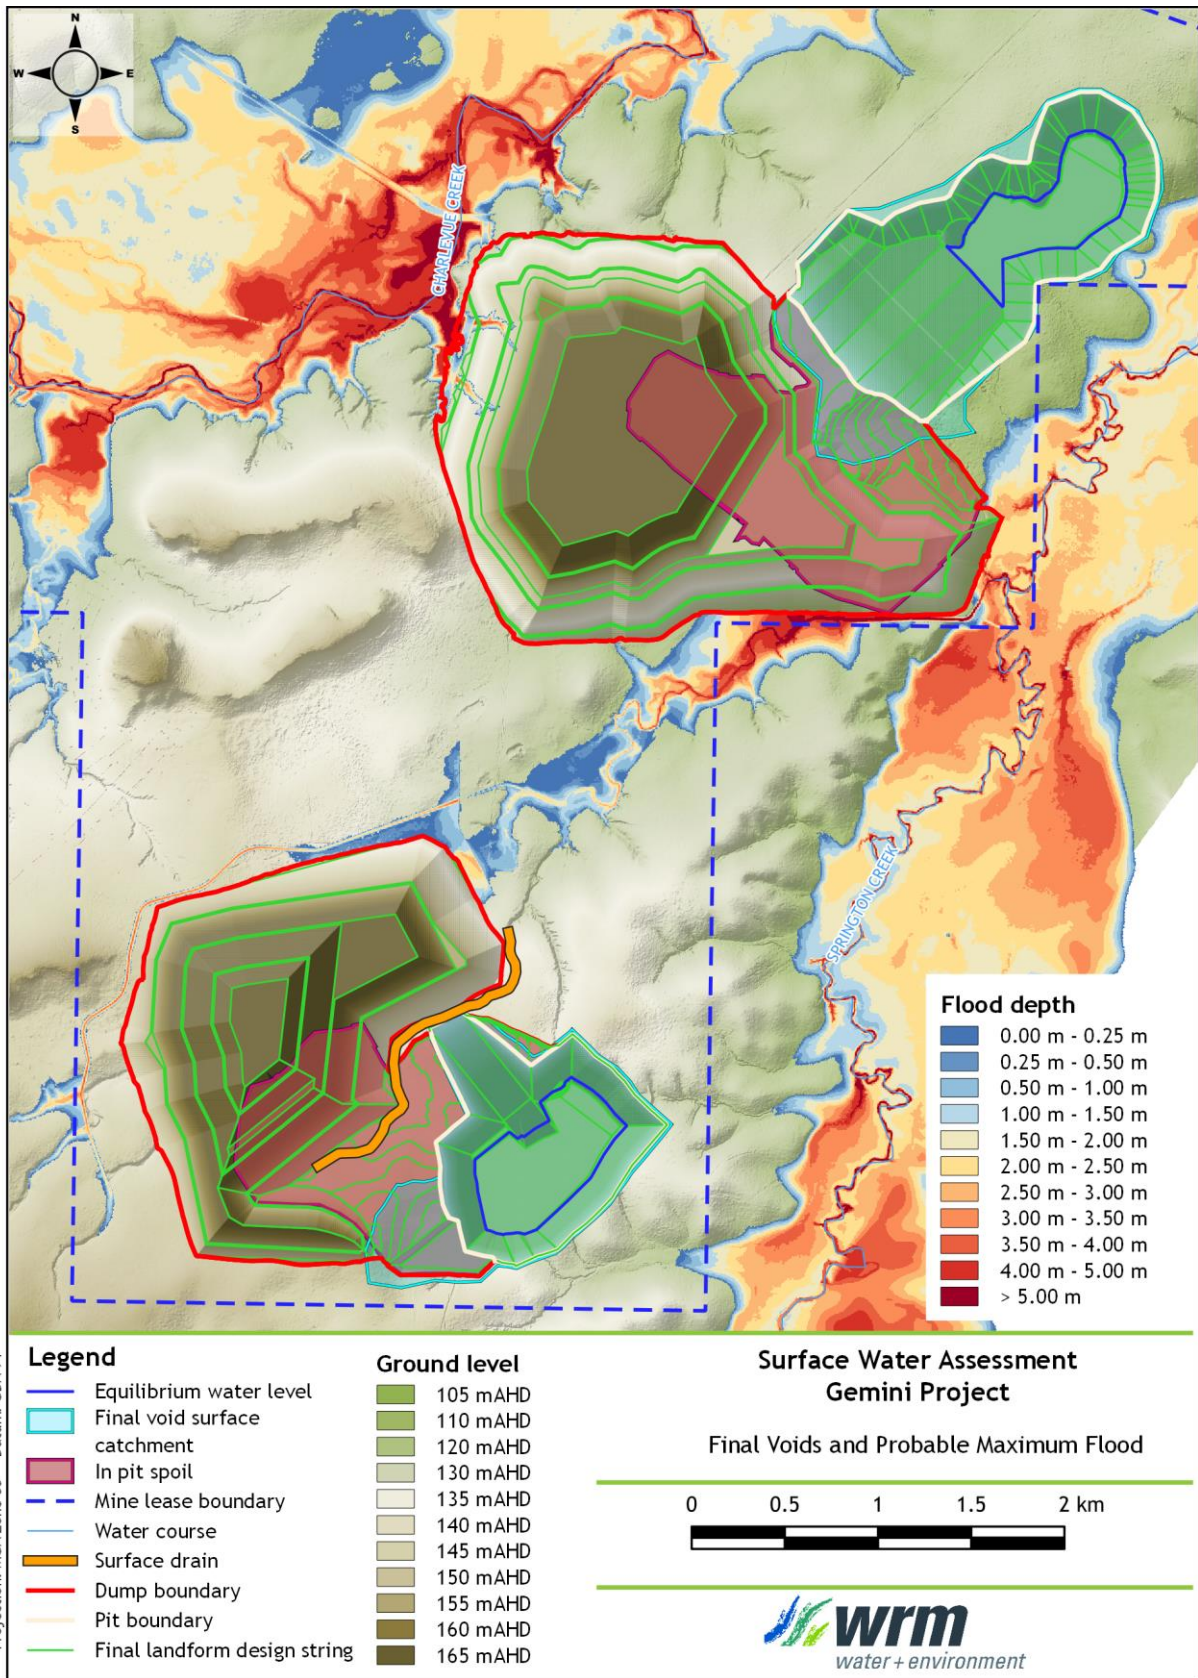 N
W
E
S
CHARLEVUE CREEK
SPRINGTON CREEK
Flood depth
0.00 m - 0.25 m
0.25 m - 0.50 m
0.50 m - 1.00 m
1.00 m - 1.50 m
1.50 m - 2.00 m
2.00 m - 2.50 m
2.50 m - 3.00 m
3.00 m - 3.50 m
3.50 m - 4.00 m
4.00 m - 5.00 m
> 5.00 m
Legend
Equilibrium water level
Final void surface
catchment
In pit spoil
Mine lease boundary
Water course
Surface drain
Dump boundary
Pit boundary
Final landform design string
Ground level
105 mAHD
110 mAHD
120 mAHD
130 mAHD
135 mAHD
140 mAHD
145 mAHD
150 mAHD
155 mAHD
160 mAHD
165 mAHD
Surface Water Assessment
Gemini Project
Final Voids and Probable Maximum Flood
0 0.5 1 1.5 2 km
wrm
water + environment